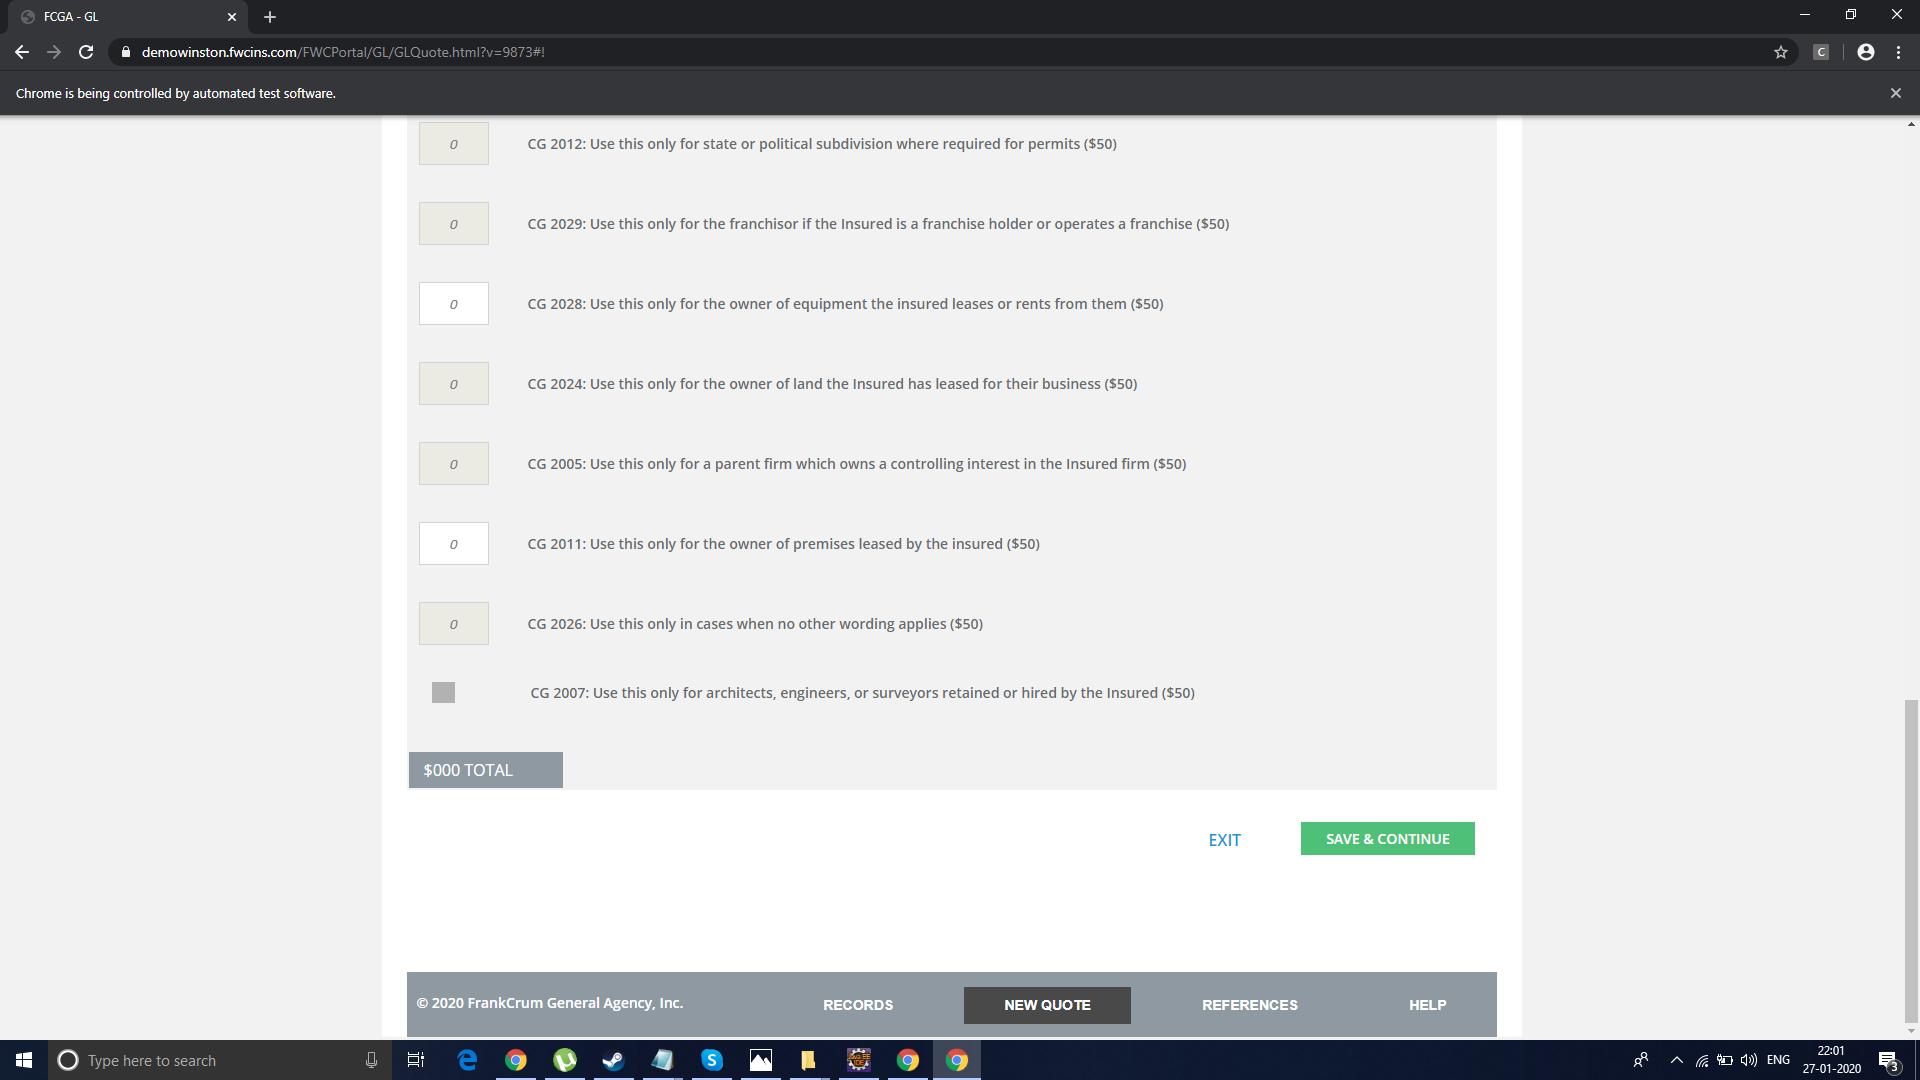 FCGA - GL
demowinston.fwcins.com/FWCPortal/GL/GLQuote.html?v=9873#!
C
Chrome is being controlled by automated test software.
0 CG 2012: Use this only for state or political subdivision where required for permits ($50)
0 CG 2029: Use this only for the franchisor if the Insured is a franchise holder or operates a franchise ($50)
0 CG 2028: Use this only for the owner of equipment the insured leases or rents from them ($50)
0 CG 2024: Use this only for the owner of land the Insured has leased for their business ($50)
0 CG 2005: Use this only for a parent firm which owns a controlling interest in the Insured firm ($50)
0 CG 2011: Use this only for the owner of premises leased by the insured ($50)
0 CG 2026: Use this only in cases when no other wording applies ($50)
CG 2007: Use this only for architects, engineers, or surveyors retained or hired by the Insured ($50)
$000 TOTAL
EXIT SAVE & CONTINUE
© 2020 FrankCrum General Agency, Inc. RECORDS NEW QUOTE REFERENCES HELP
Type here to search
ENG
22:01
27-01-2020
3